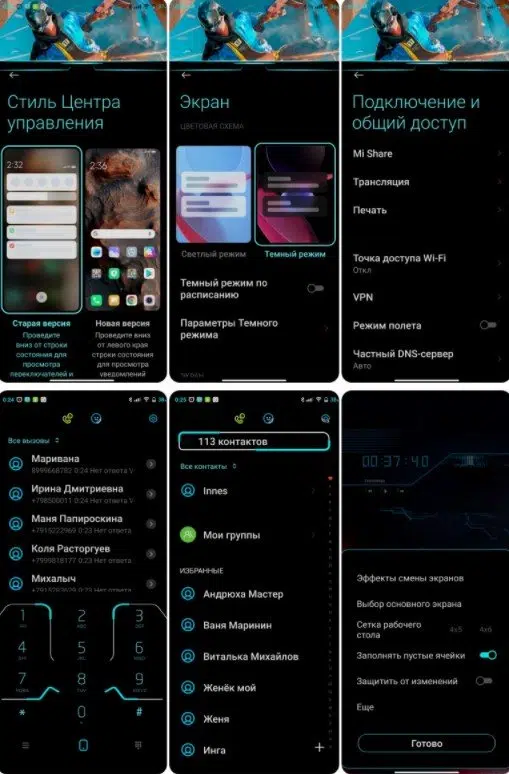 Стиль Центра
управления
2:32
2:36
Старая версия
Проведите
вниз от строки
состояния для
просмотра
переключателей и
Новая версия
Проведите вниз
от левого края
строки состояния
для просмотра
уведомлений
Экран
ЦВЕТОВАЯ СХЕМА
Светлый режим
Темный режим
Темный режим по
расписанию
Параметры Темного
режима
ЭКРАН
Подключение и
общий доступ
Mi Share
Трансляция
Печать
Точка доступа Wi-Fi
Откл
VPN
Режим полета
Частный DNS-сервер
Авто
0:24
Все вызовы
Маривана
8999668782 0:24 Нет ответа
Ирина Дмитриевна
+798500011 0:24 Нет ответа
Маня Папироскина
+7915222969 0:23 Нет ответа
Коля Расторгуев
+7999818177 0:23 Нет ответа
Михалыч
1
2
3
4
5
6
7
8
9
*
0
#
0:25
113 контактов
Все контакты
Innes
Мои группы
ИЗБРАННЫЕ
Андрюха Мастер
Ваня Маринин
Виталька Михайлов
Женёк мой
Женя
Инга
+
00:37:40
Эффекты смены экранов
Выбор основного экрана
Сетка рабочего
стола
4x5
4x6
Заполнять пустые ячейки
Защитить от изменений
Еще
Готово